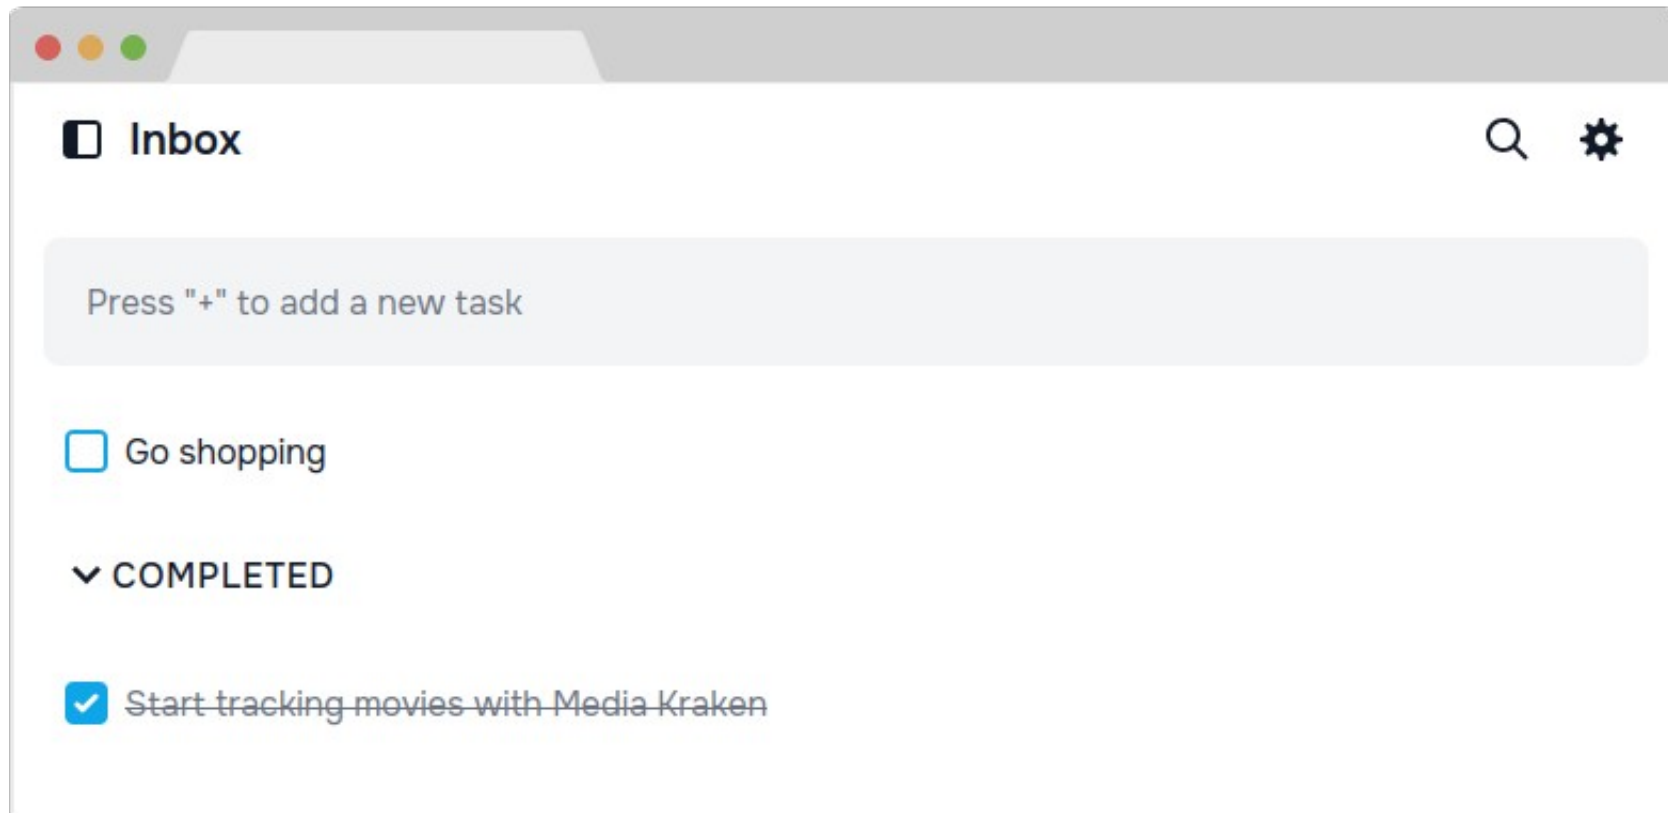 Inbox
Press "+" to add a new task
Go shopping
COMPLETED
Start tracking movies with Media Kraken